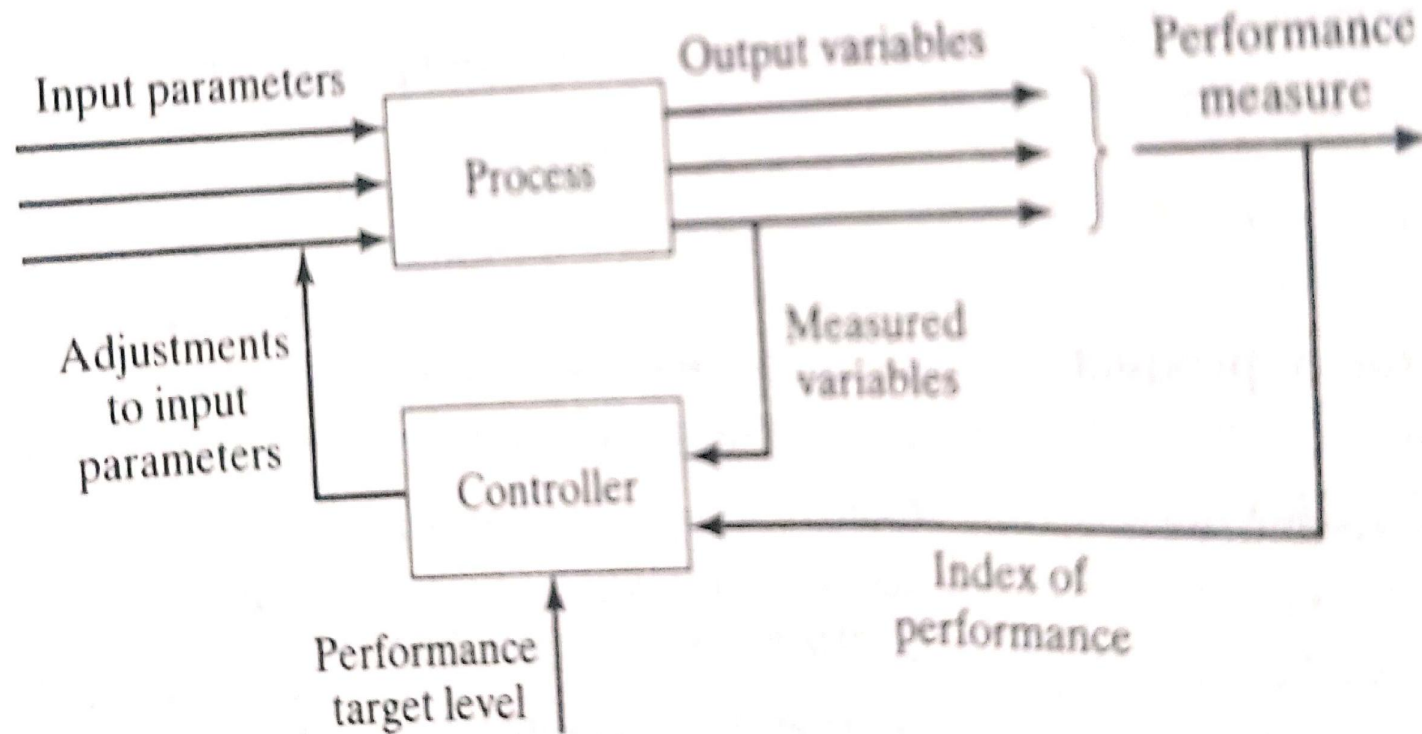 Input parameters
Output variables
Performance
measure
Process
Adjustments
to input
parameters
Measured
variables
Controller
Index of
performance
Performance
target level